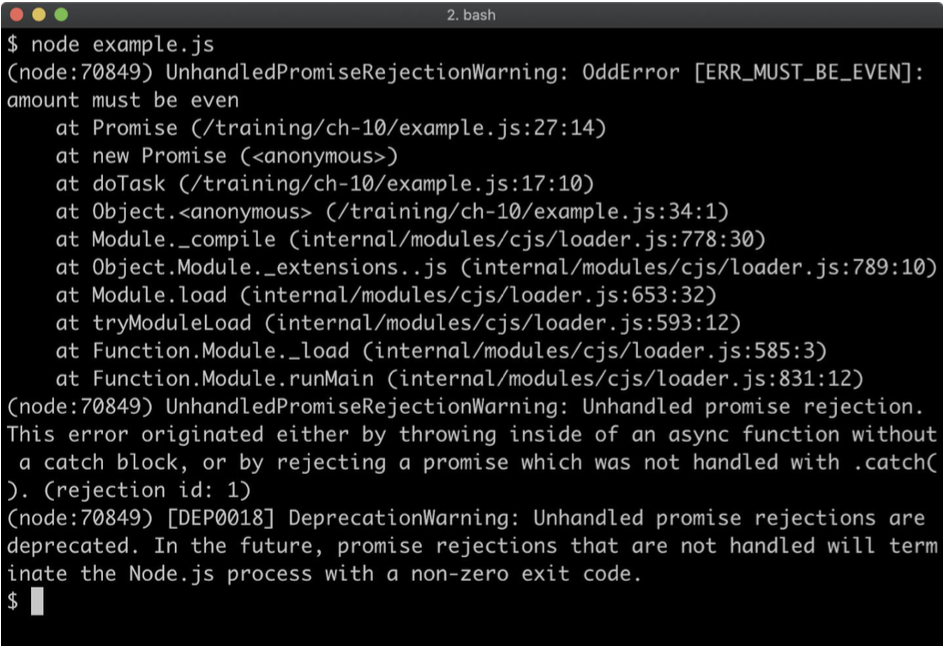 2. bash
$ node example.js
(node:70849) UnhandledPromiseRejectionWarning: OddError [ERR_MUST_BE_EVEN]:
amount must be even
    at Promise (/training/ch-10/example.js:27:14)
    at new Promise (<anonymous>)
    at doTask (/training/ch-10/example.js:17:10)
    at Object.<anonymous> (/training/ch-10/example.js:34:1)
    at Module._compile (internal/modules/cjs/loader.js:778:30)
    at Object.Module._extensions..js (internal/modules/cjs/loader.js:789:10)
    at Module.load (internal/modules/cjs/loader.js:653:32)
    at tryModuleLoad (internal/modules/cjs/loader.js:593:12)
    at Function.Module._load (internal/modules/cjs/loader.js:585:3)
    at Function.Module.runMain (internal/modules/cjs/loader.js:831:12)
(node:70849) UnhandledPromiseRejectionWarning: Unhandled promise rejection.
This error originated either by throwing inside of an async function without
 a catch block, or by rejecting a promise which was not handled with .catch(
). (rejection id: 1)
(node:70849) [DEP0018] DeprecationWarning: Unhandled promise rejections are
deprecated. In the future, promise rejections that are not handled will term
inate the Node.js process with a non-zero exit code.
$